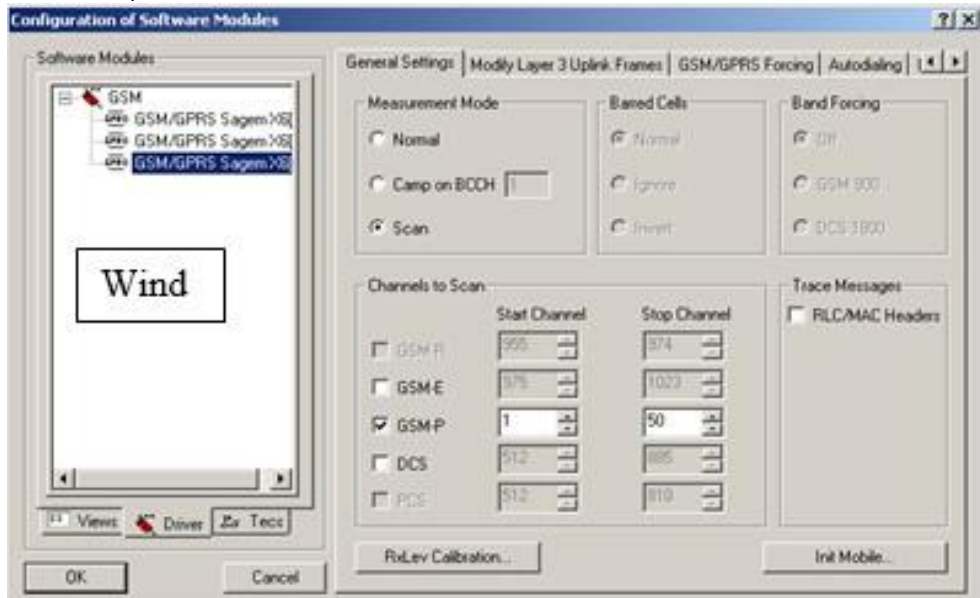 Configuration of Software Modules
Software Modules
GSM
GSM/GPRS Sagem X6
GSM/GPRS Sagem X6
GSM/GPRS Sagem X6
Wind
Views Driver Tecs
OK Cancel
General Settings Modify Layer 3 Uplink Frames GSM/GPRS Forcing Autodialing
Measurement Mode
Normal
Camp on BCCH 1
Scan
Barred Cells
Normal
Ignore
Invert
Band Forcing
Off
GSM 900
DCS 1800
Channels to Scan
Start Channel Stop Channel
GSM-R 955 974
GSM-E 975 1023
GSM-P 1 50
DCS 512 885
PCS 512 810
Trace Messages
RLC/MAC Headers
RxLev Calibration... Init Mobile...